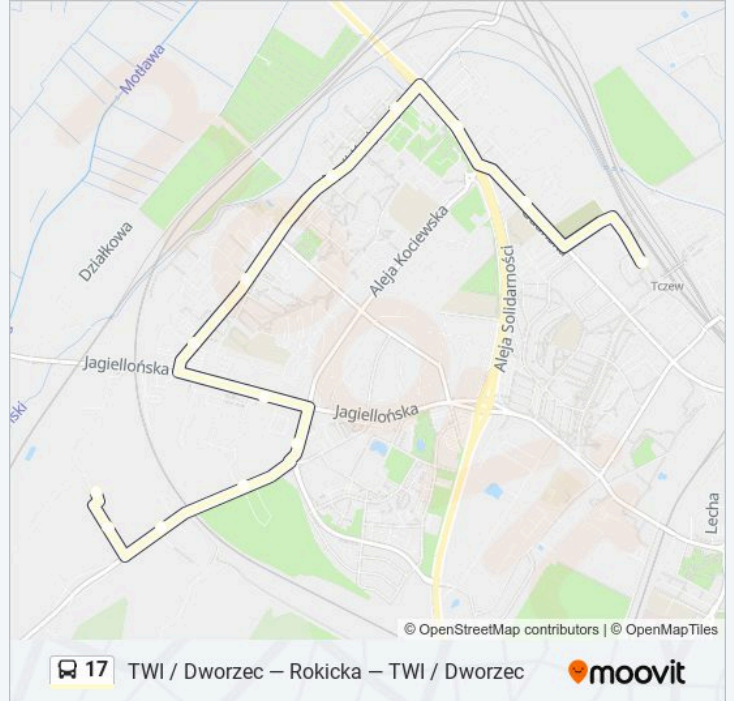 Motława
Działkowa
Aleja Kociewska
Aleja Solidarności
Tczew
Jagiellońska
Jagiellońska
Lecha
© OpenStreetMap contributors | © OpenMapTiles
17 TWI / Dworzec — Rokicka — TWI / Dworzec
moovit